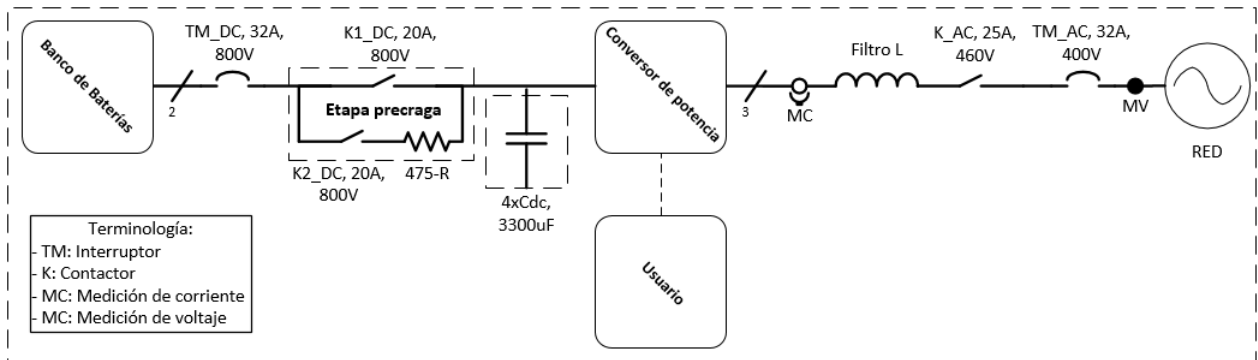 Banco de Baterías
TM_DC, 32A,
800V
K1_DC, 20A,
800V
Etapa precraga
K2_DC, 20A,
800V
475-R
2
4xCdc,
3300uF
Conversor de
potencia
3
MC
Filtro L
K_AC, 25A,
460V
TM_AC, 32A,
400V
MV
RED
Usuario
Terminología:
- TM: Interruptor
- K: Contactor
- MC: Medición de corriente
- MC: Medición de voltaje